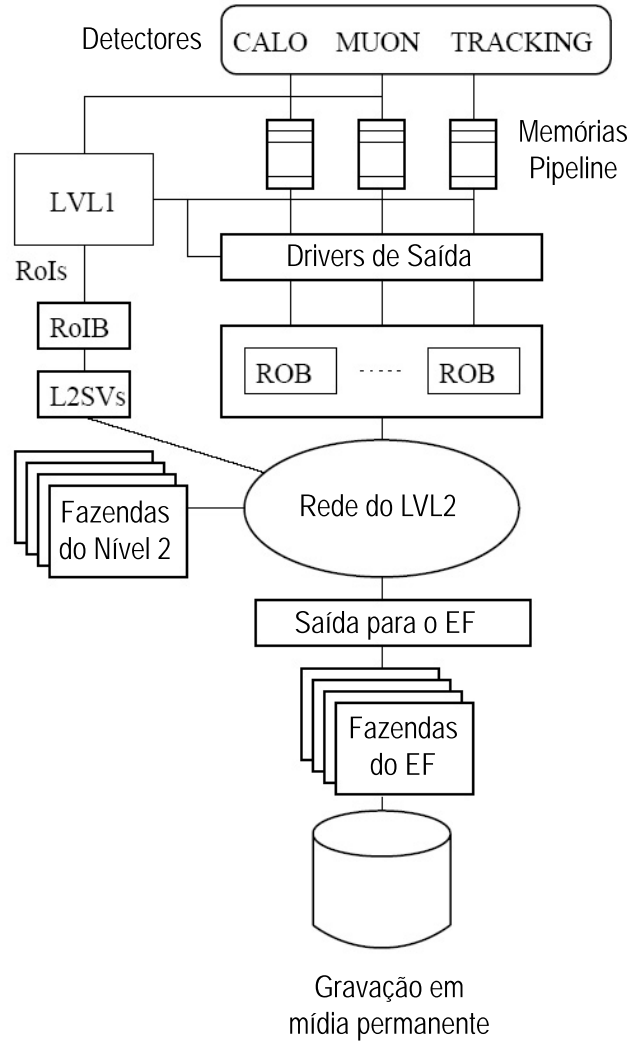 Detectores
CALO MUON TRACKING
Memórias
Pipeline
LVL1
Drivers de Saída
RoIs
RoIB
ROB ..... ROB
L2SVs
Rede do LVL2
Fazendas
do Nível 2
Saída para o EF
Fazendas
do EF
Gravação em
mídia permanente